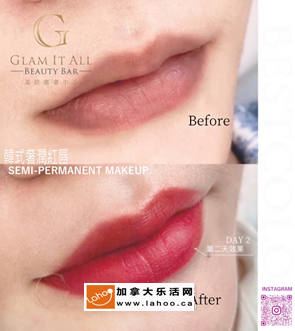 G
GLAM IT ALL
BEAUTY BAR
Before
韓式奢潤紅唇
SEMI-PERMANENT MAKEUP
DAY 2
第二天效果
Lahoo
加拿大乐活网
www.lahoo.ca
After
INSTAGRAM